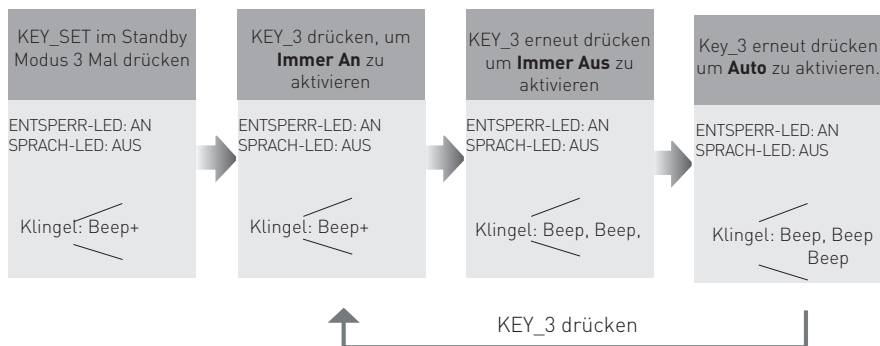 KEY_SET im Standby
Modus 3 Mal drücken
ENTSPERR-LED: AN
SPRACH-LED: AUS
Klingel: Beep+
KEY_3 drücken, um
Immer An zu
aktivieren
ENTSPERR-LED: AN
SPRACH-LED: AUS
Klingel: Beep+
KEY_3 erneut drücken
um Immer Aus zu
aktivieren
ENTSPERR-LED: AN
SPRACH-LED: AUS
Klingel: Beep, Beep,
Key_3 erneut drücken
um Auto zu aktivieren.
ENTSPERR-LED: AN
SPRACH-LED: AUS
Klingel: Beep, Beep
Beep
KEY_3 drücken